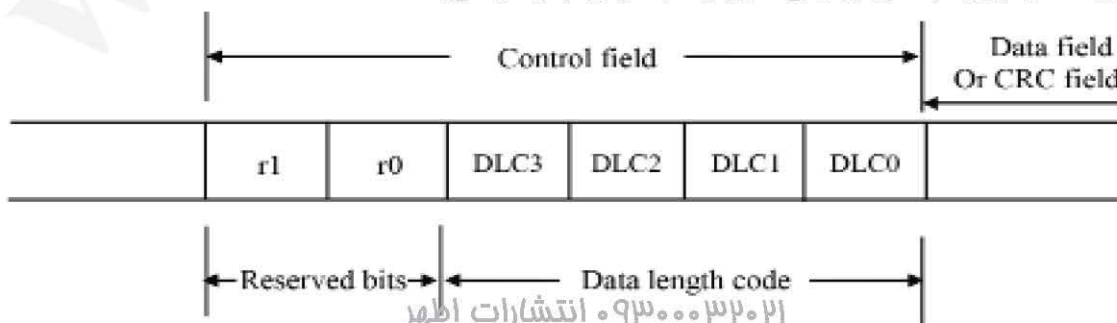 Control field
Data field
Or CRC field
r1 r0 DLC3 DLC2 DLC1 DLC0
Reserved bits Data length code
۰۹۳۰۰۰۳۲۰۲۱ انتشارات اطهر